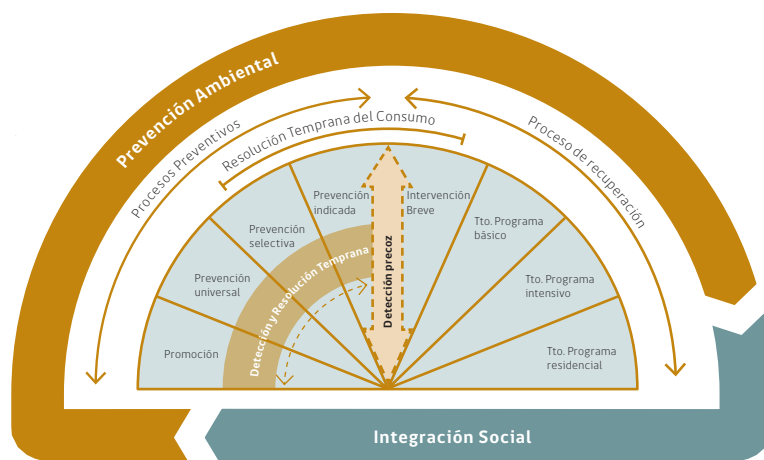 Prevención Ambiental
Procesos Preventivos
Resolución Temprana del Consumo
Proceso de recuperación
Promoción
Prevención
universal
Prevención
selectiva
Prevención
indicada
Intervención
Breve
Tto. Programa
básico
Tto. Programa
intensivo
Tto. Programa
residencial
Detección y Resolución Temprana
Detección precoz
Integración Social